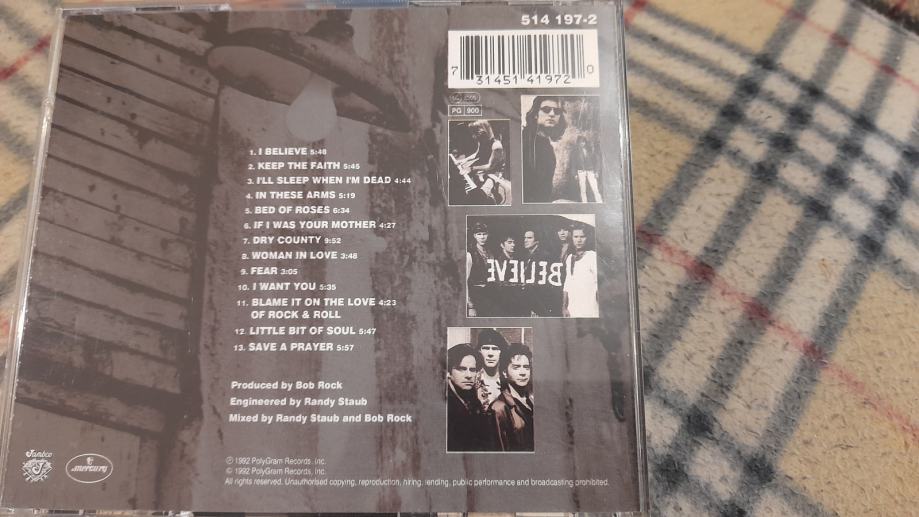 514 197-2
7 31451 41972 0
PG 900
1. I BELIEVE 5:48
2. KEEP THE FAITH 5:45
3. I'LL SLEEP WHEN I'M DEAD 4:44
4. IN THESE ARMS 5:19
5. BED OF ROSES 6:34
6. IF I WAS YOUR MOTHER 4:27
7. DRY COUNTY 9:52
8. WOMAN IN LOVE 3:48
9. FEAR 3:05
10. I WANT YOU 5:35
11. BLAME IT ON THE LOVE 4:23
OF ROCK & ROLL
12. LITTLE BIT OF SOUL 5:47
13. SAVE A PRAYER 5:57
BELIEVE
Produced by Bob Rock
Engineered by Randy Staub
Mixed by Randy Staub and Bob Rock
Jambco
J
mercury
℗ 1992 PolyGram Records, Inc.
© 1992 PolyGram Records, Inc.
All rights reserved. Unauthorised copying, reproduction, hiring, lending, public performance and broadcasting prohibited.